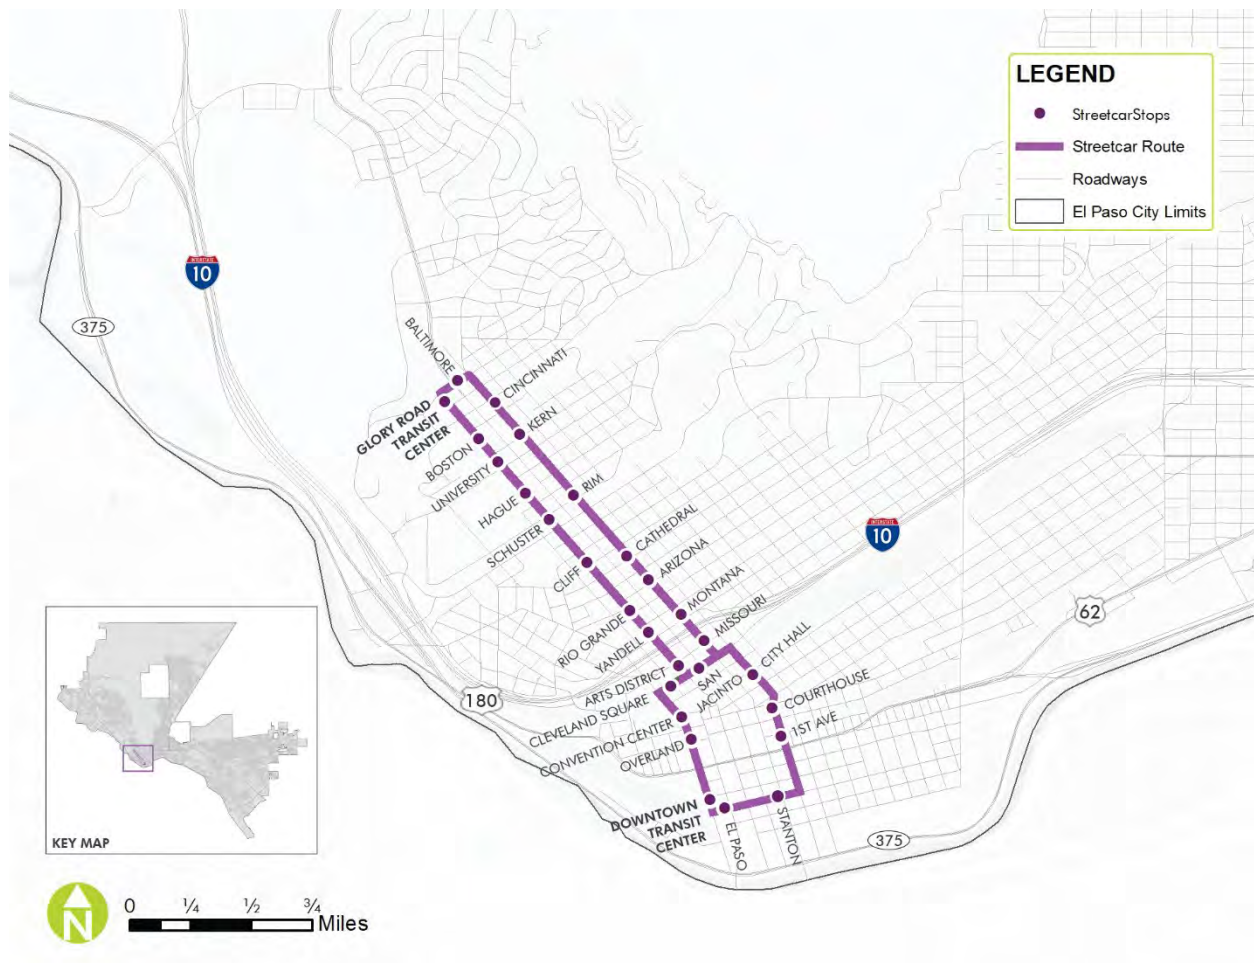 LEGEND
StreetcarStops
Streetcar Route
Roadways
El Paso City Limits
INTERSTATE
10
375
BALTIMORE
CINCINNATI
GLORY ROAD
TRANSIT
CENTER
KERN
BOSTON
UNIVERSITY
HAGUE
RIM
SCHUSTER
CATHEDRAL
INTERSTATE
10
CLIFF
ARIZONA
MONTANA
RIO GRANDE
MISSOURI
62
YANDELL
CITY HALL
ARTS DISTRICT
SAN
JACINTO
180
CLEVELAND SQUARE
COURTHOUSE
CONVENTION CENTER
1ST AVE
OVERLAND
DOWNTOWN
TRANSIT
CENTER
EL PASO
STANTON
375
KEY MAP
N
0 ¼ ½ ¾ Miles